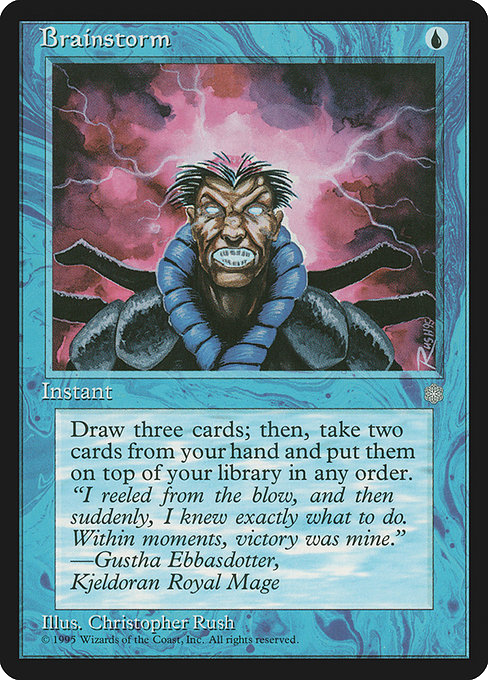 Brainstorm
RUSH95
Instant
Draw three cards; then, take two
cards from your hand and put them
on top of your library in any order.
“I reeled from the blow, and then
suddenly, I knew exactly what to do.
Within moments, victory was mine.”
—Gustha Ebbasdotter,
Kjeldoran Royal Mage
Illus. Christopher Rush
© 1995 Wizards of the Coast, Inc. All rights reserved.